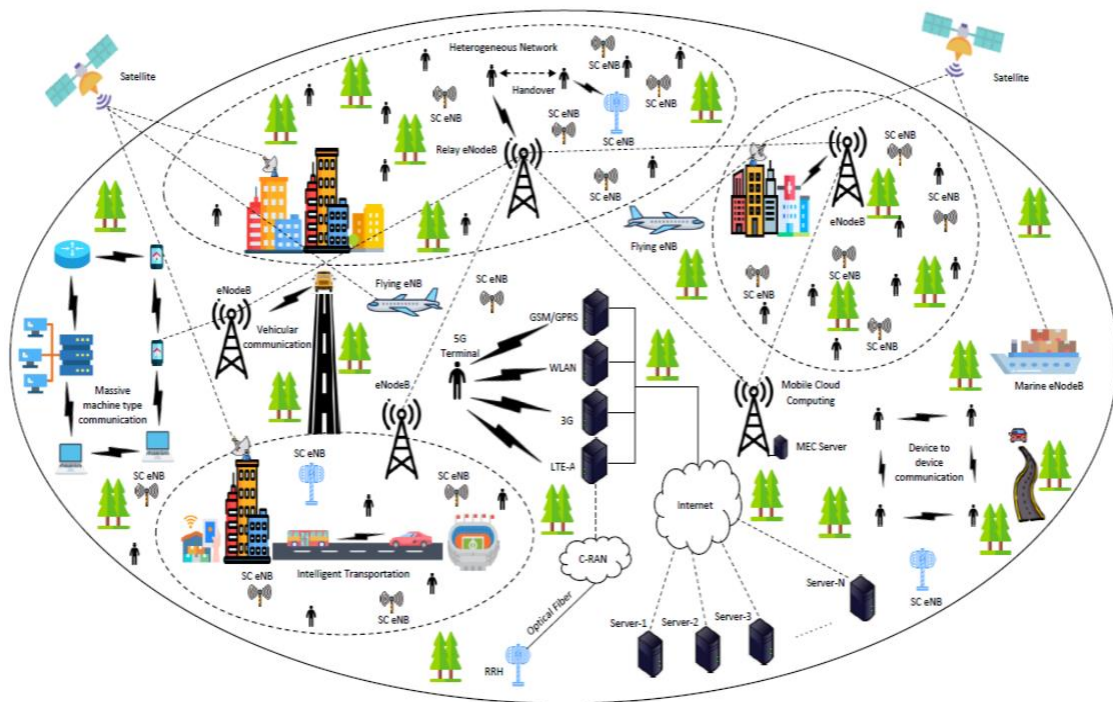 Heterogeneous Network
SC eNB
Satellite
Satellite
Handover
SC eNB
SC eNB
SC eNB
SC eNB
Relay eNodeB
SC eNB
SC eNB
SC eNB
eNodeB
SC eNB
Flying eNB
SC eNB
SC eNB
SC eNB
eNodeB
Flying eNB
SC eNB
Vehicular
communication
GSM/GPRS
5G
Terminal
WLAN
3G
LTE-A
eNodeB
Massive
machine type
communication
Mobile Cloud
Computing
MEC Server
Marine eNodeB
Device to
device
communication
SC eNB
SC eNB
SC eNB
Intelligent Transportation
SC eNB
SC eNB
Internet
C-RAN
Optical Fiber
RRH
Server-1
Server-2
Server-3
Server-N
SC eNB